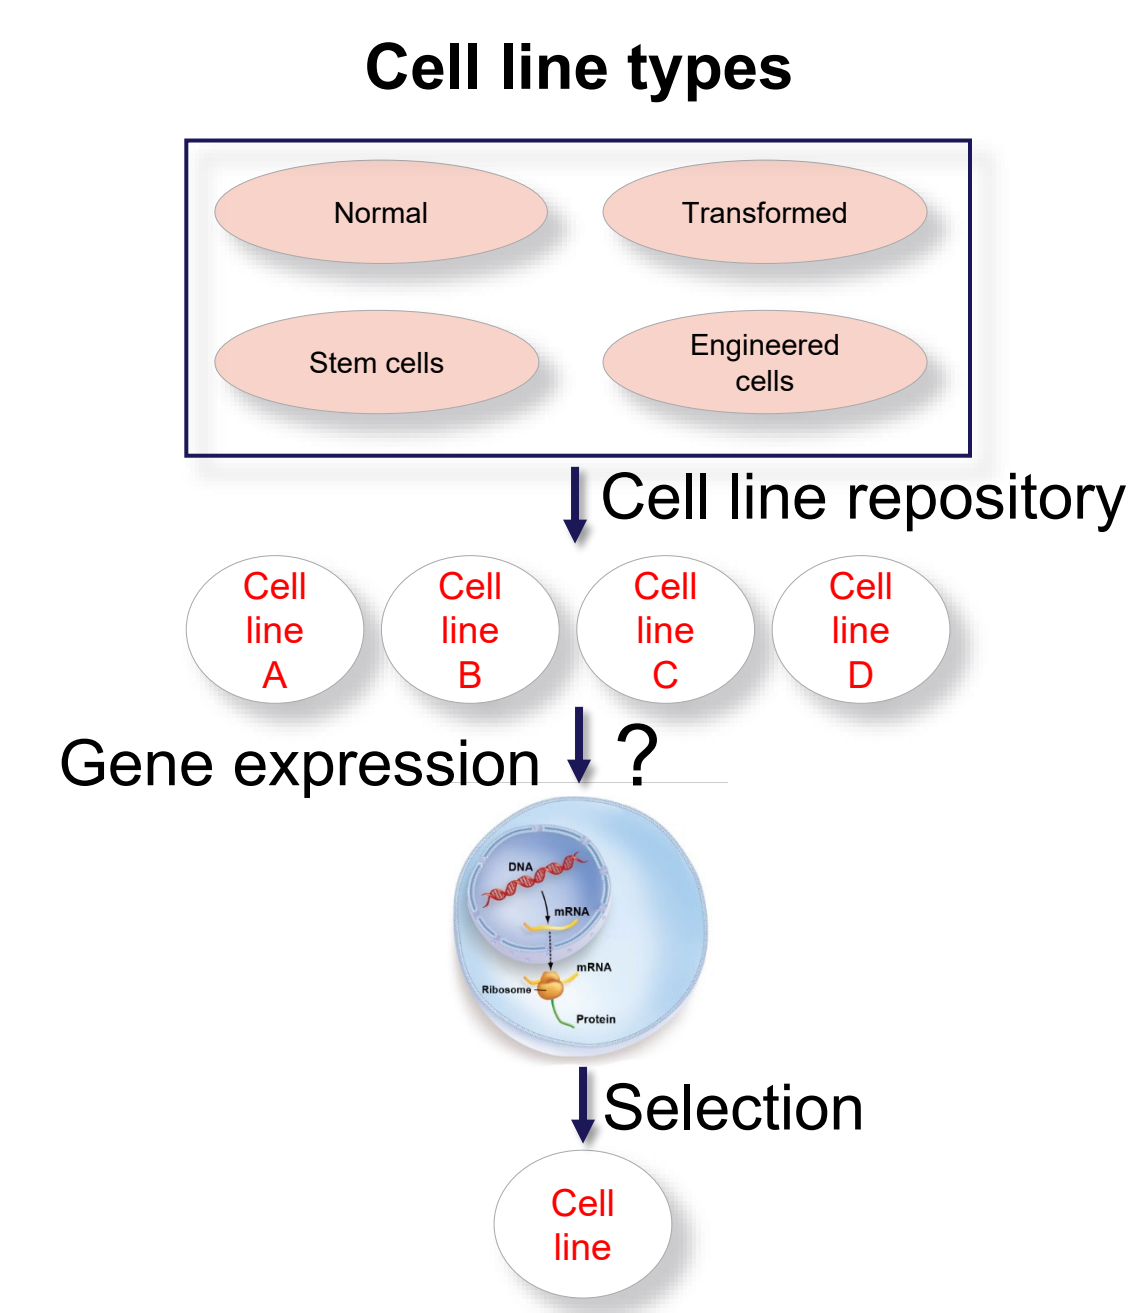 Cell line types
Normal
Transformed
Stem cells
Engineered
cells
Cell line repository
Cell
line
A
Cell
line
B
Cell
line
C
Cell
line
D
Gene expression ?
DNA
mRNA
mRNA
Ribosome
Protein
Selection
Cell
line